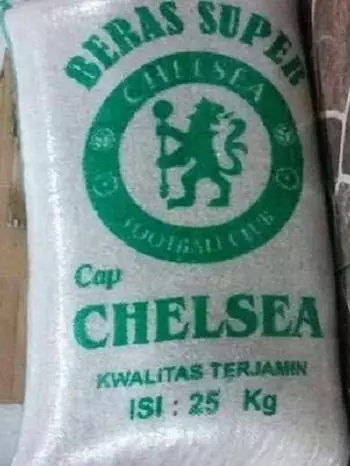 BERAS SUPER
CHELSEA
FOOTBALL CLUB
Cap
CHELSEA
KWALITAS TERJAMIN
ISI : 25 Kg